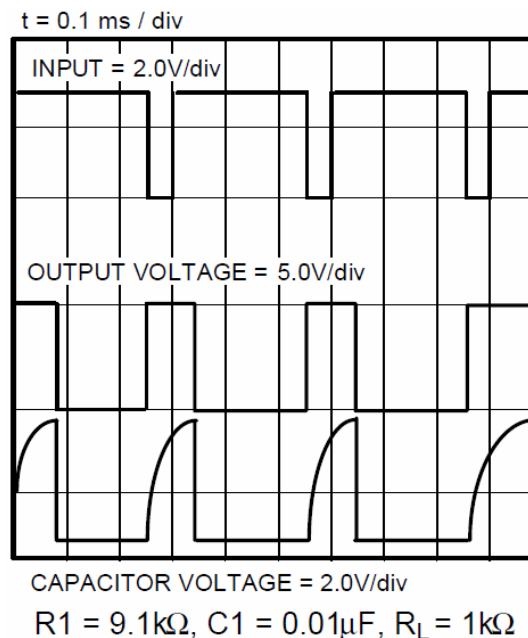 t = 0.1 ms / div
INPUT = 2.0V/div
OUTPUT VOLTAGE = 5.0V/div
CAPACITOR VOLTAGE = 2.0V/div
R1 = 9.1kΩ, C1 = 0.01μF, R_L = 1kΩ